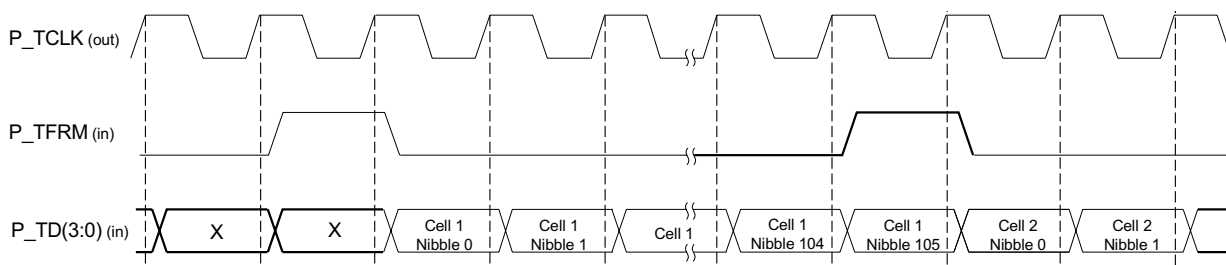 P_TCLK (out)
P_TFRM (in)
P_TD(3:0) (in)
X
X
Cell 1
Nibble 0
Cell 1
Nibble 1
Cell 1
Cell 1
Nibble 104
Cell 1
Nibble 105
Cell 2
Nibble 0
Cell 2
Nibble 1